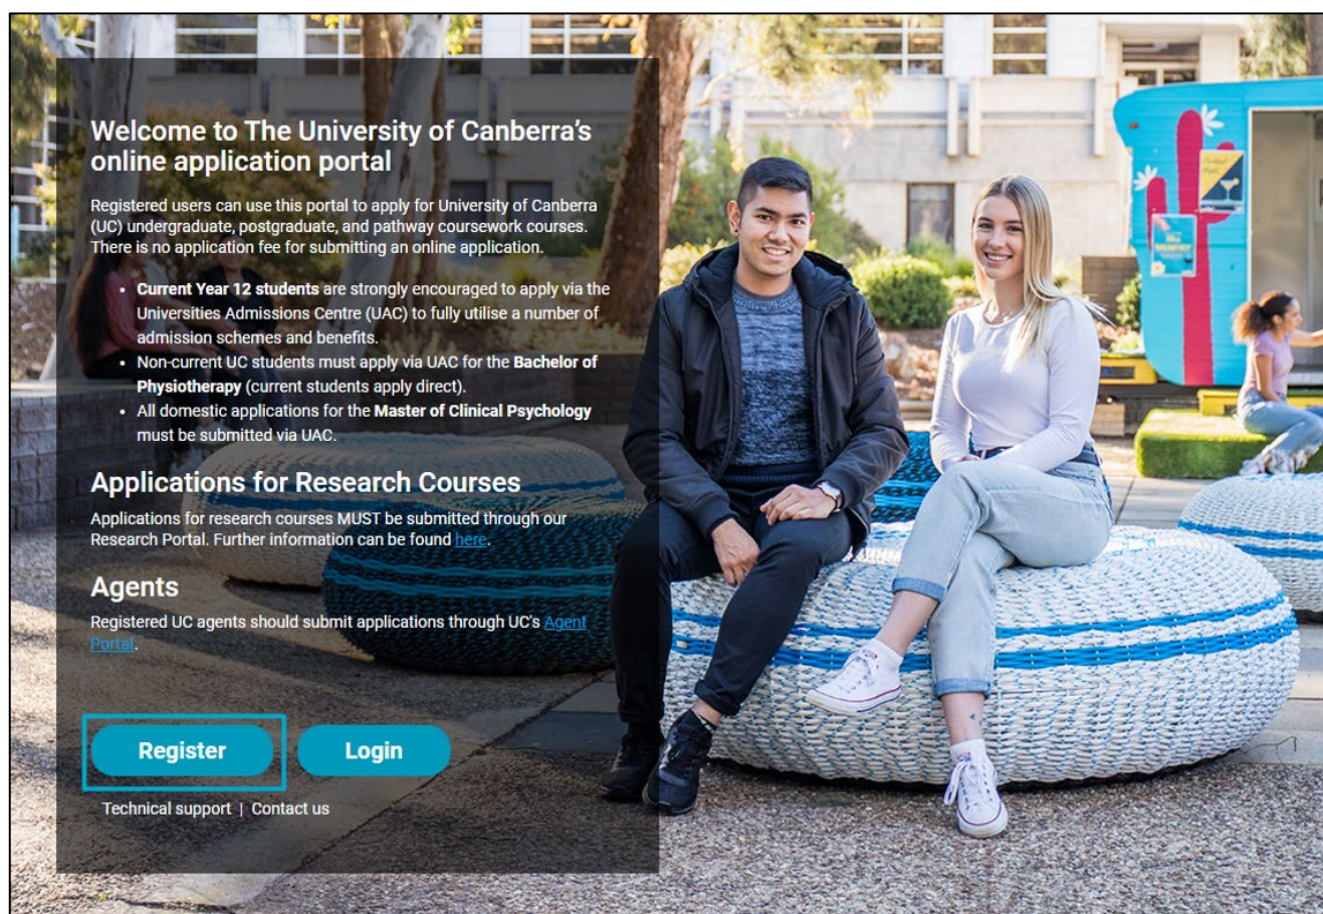 Welcome to The University of Canberra's
online application portal
Registered users can use this portal to apply for University of Canberra
(UC) undergraduate, postgraduate, and pathway coursework courses.
There is no application fee for submitting an online application.
• Current Year 12 students are strongly encouraged to apply via the
Universities Admissions Centre (UAC) to fully utilise a number of
admission schemes and benefits.
• Non-current UC students must apply via UAC for the Bachelor of
Physiotherapy (current students apply direct).
• All domestic applications for the Master of Clinical Psychology
must be submitted via UAC.
Applications for Research Courses
Applications for research courses MUST be submitted through our
Research Portal. Further information can be found here.
Agents
Registered UC agents should submit applications through UC's Agent
Portal.
Register Login
Technical support | Contact us